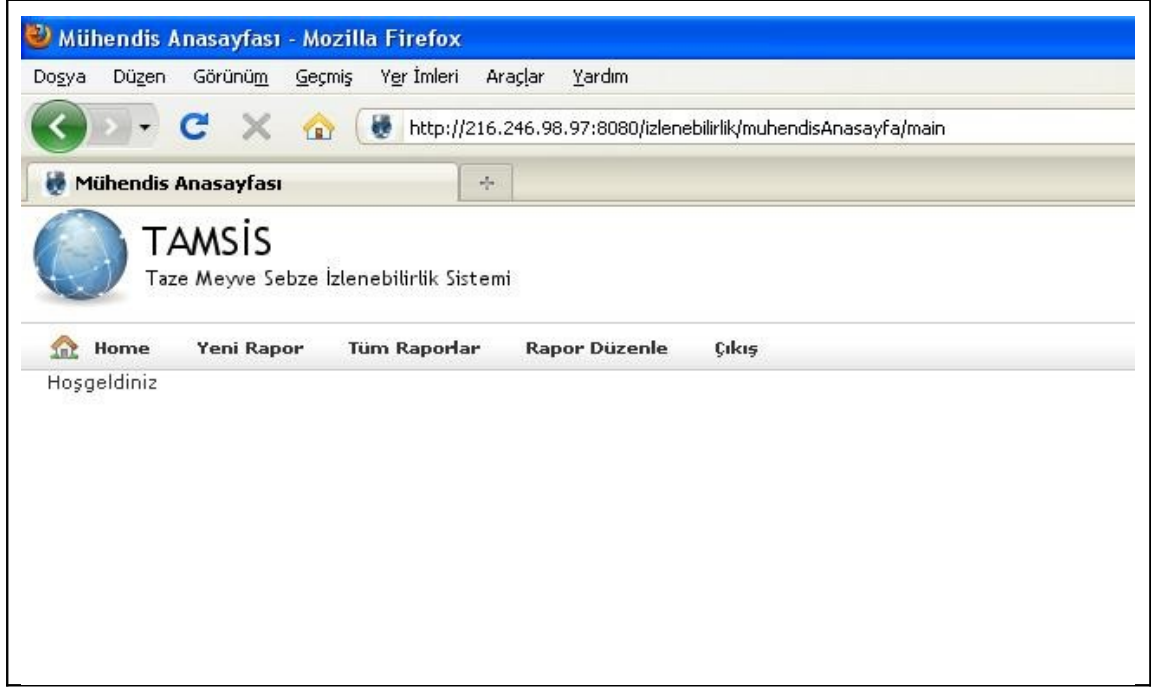 Mühendis Anasayfası - Mozilla Firefox
Dosya Düzen Görünüm Geçmiş Yer İmleri Araçlar Yardım
http://216.246.98.97:8080/izlenebilirlik/muhendisAnasayfa/main
Mühendis Anasayfası
TAMSİS
Taze Meyve Sebze İzlenebilirlik Sistemi
Home Yeni Rapor Tüm Raporlar Rapor Düzenle Çıkış
Hoşgeldiniz